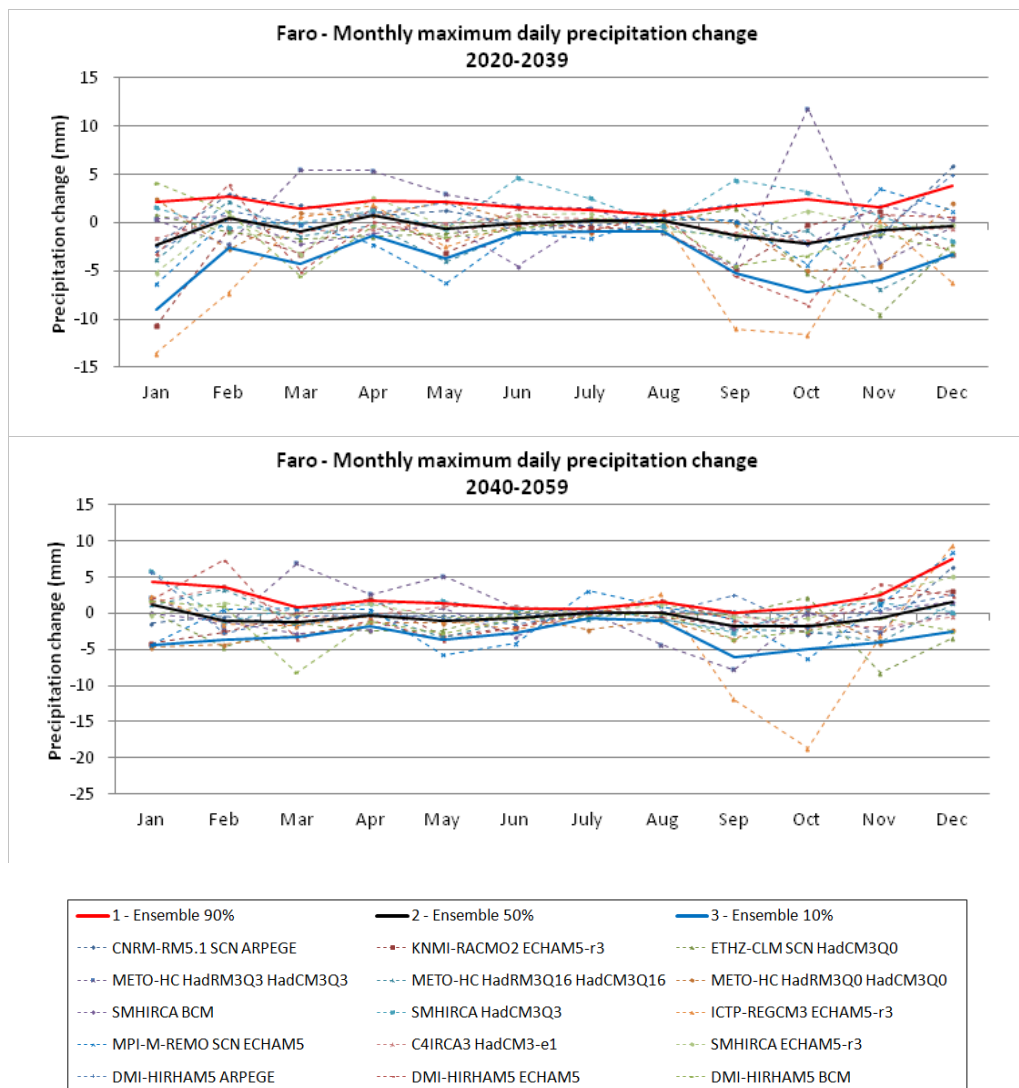 Faro - Monthly maximum daily precipitation change
2020-2039
Precipitation change (mm)
15
10
5
0
-5
-10
-15
Jan Feb Mar Apr May Jun July Aug Sep Oct Nov Dec
Faro - Monthly maximum daily precipitation change
2040-2059
Precipitation change (mm)
15
10
5
0
-5
-10
-15
-20
-25
Jan Feb Mar Apr May Jun July Aug Sep Oct Nov Dec
1 - Ensemble 90% 2 - Ensemble 50% 3 - Ensemble 10%
CNRM-RM5.1 SCN ARPEGE KNMI-RACMO2 ECHAM5-r3 ETHZ-CLM SCN HadCM3Q0
METO-HC HadRM3Q3 HadCM3Q3 METO-HC HadRM3Q16 HadCM3Q16 METO-HC HadRM3Q0 HadCM3Q0
SMHIRCA BCM SMHIRCA HadCM3Q3 ICTP-REGCM3 ECHAM5-r3
MPI-M-REMO SCN ECHAM5 C4IRCA3 HadCM3-e1 SMHIRCA ECHAM5-r3
DMI-HIRHAM5 ARPEGE DMI-HIRHAM5 ECHAM5 DMI-HIRHAM5 BCM